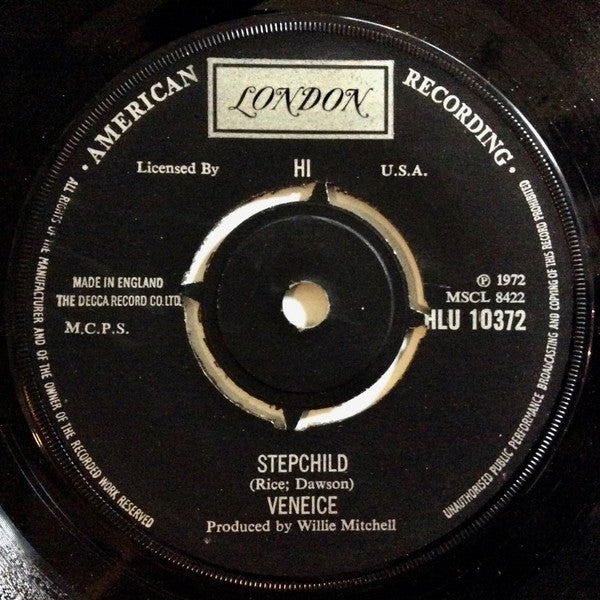 · AMERICAN RECORDING ·
LONDON
Licensed By HI U.S.A.
MADE IN ENGLAND
THE DECCA RECORD CO. LTD.
M.C.P.S.
℗ 1972
MSCL 8422
HLU 10372
STEPCHILD
(Rice; Dawson)
VENEICE
Produced by Willie Mitchell
ALL RIGHTS OF THE MANUFACTURER AND OF THE OWNER OF THE RECORDED WORK RESERVED
UNAUTHORISED PUBLIC PERFORMANCE BROADCASTING AND COPYING OF THIS RECORD PROHIBITED